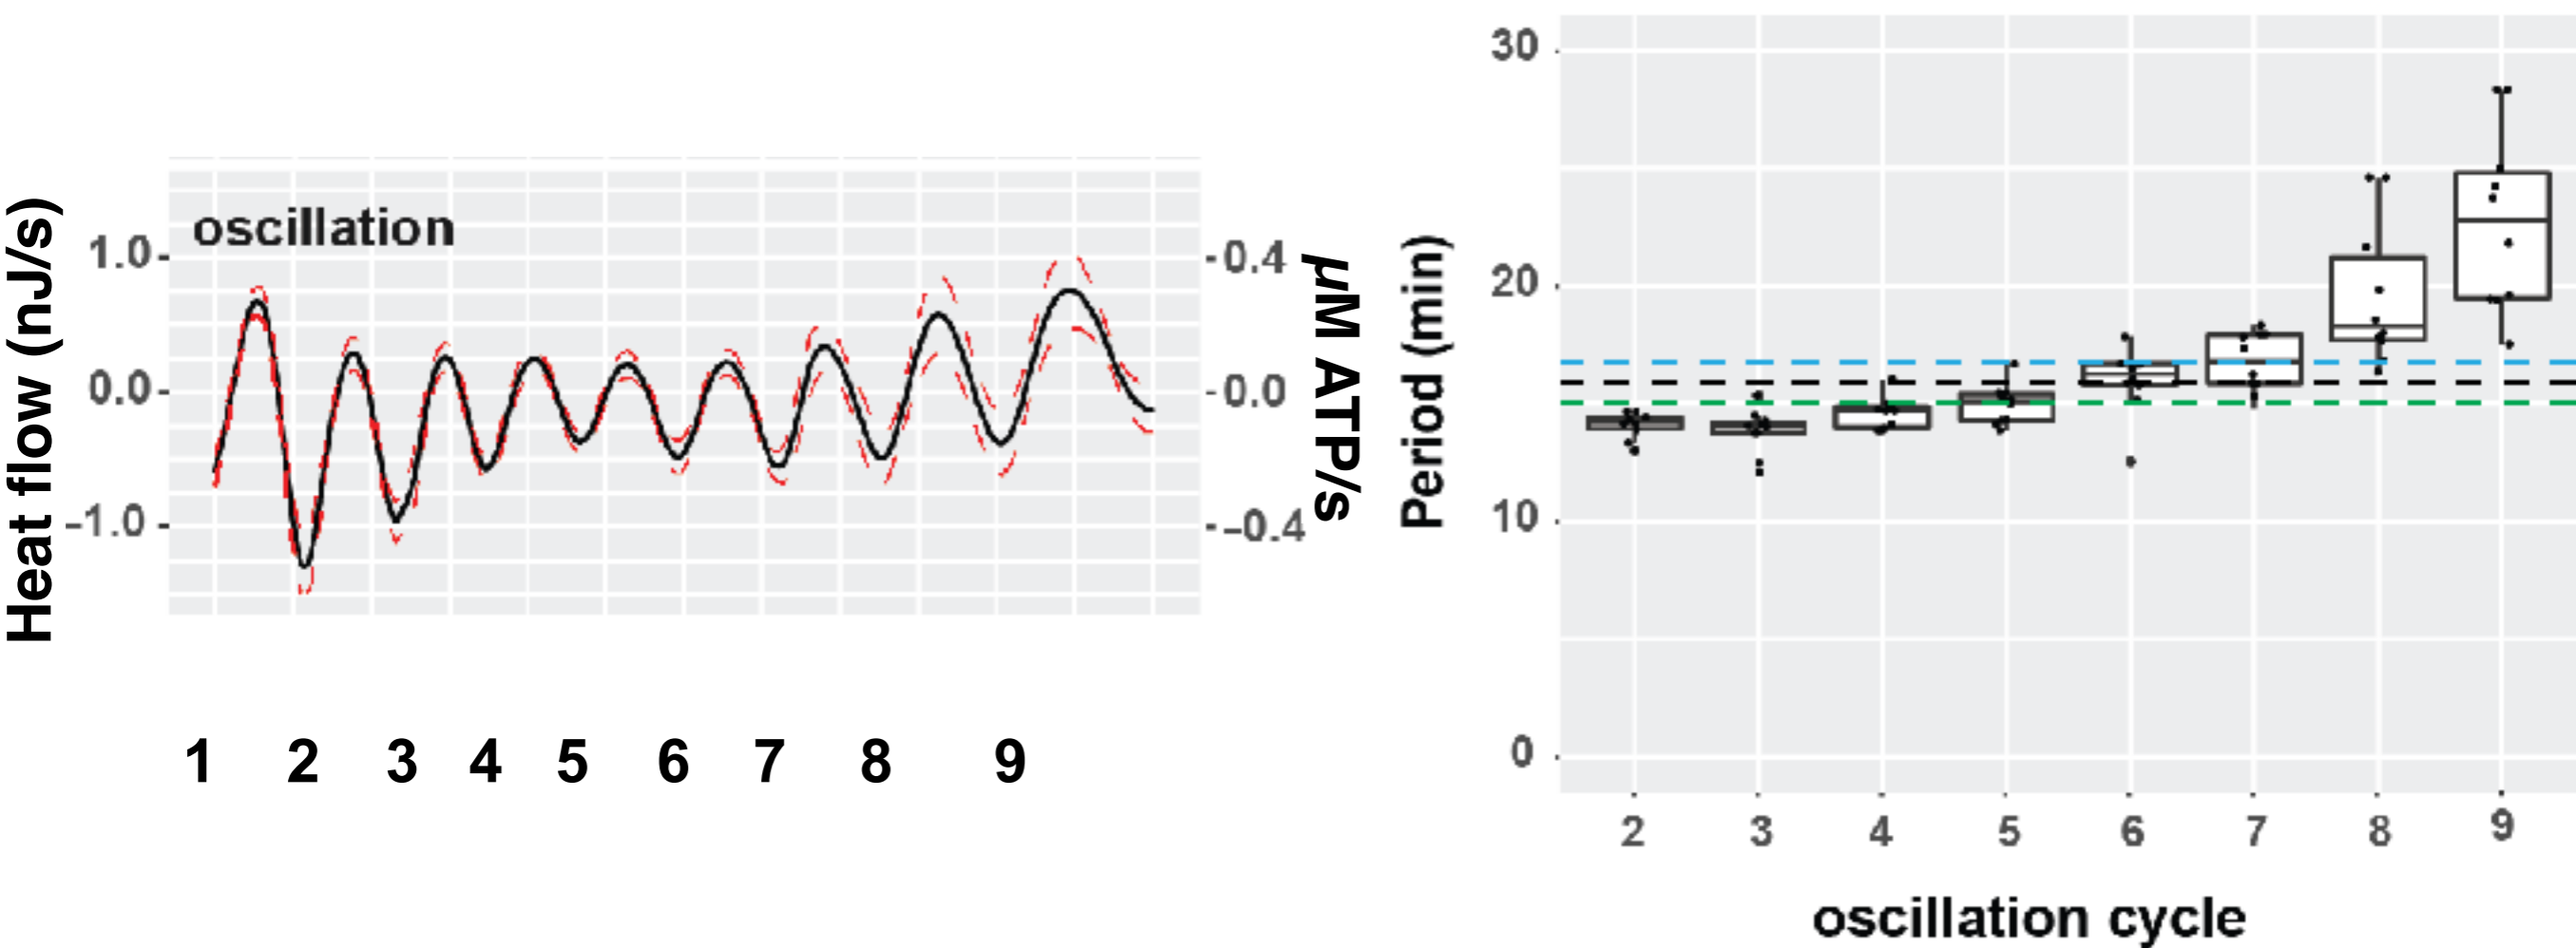 Heat flow (nJ/s)
oscillation
1.0
0.0
-1.0
0.4
0.0
-0.4
μM ATP/s
1 2 3 4 5 6 7 8 9
Period (min)
30
20
10
0
2 3 4 5 6 7 8 9
oscillation cycle